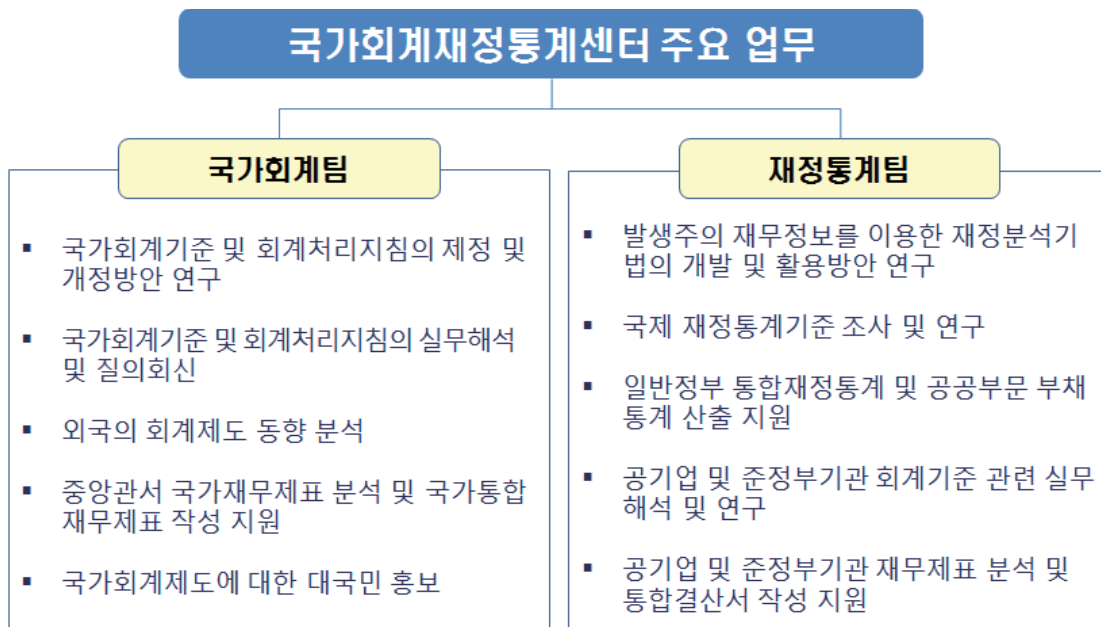 국가회계재정통계센터 주요 업무
국가회계팀
▪ 국가회계기준 및 회계처리지침의 제정 및
개정방안 연구
▪ 국가회계기준 및 회계처리지침의 실무해석
및 질의회신
▪ 외국의 회계제도 동향 분석
▪ 중앙관서 국가재무제표 분석 및 국가통합
재무제표 작성 지원
▪ 국가회계제도에 대한 대국민 홍보
재정통계팀
▪ 발생주의 재무정보를 이용한 재정분석기
법의 개발 및 활용방안 연구
▪ 국제 재정통계기준 조사 및 연구
▪ 일반정부 통합재정통계 및 공공부문 부채
통계 산출 지원
▪ 공기업 및 준정부기관 회계기준 관련 실무
해석 및 연구
▪ 공기업 및 준정부기관 재무제표 분석 및
통합결산서 작성 지원